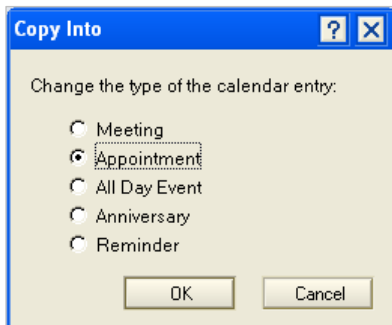 Copy Into
Change the type of the calendar entry:
Meeting
Appointment
All Day Event
Anniversary
Reminder
OK Cancel